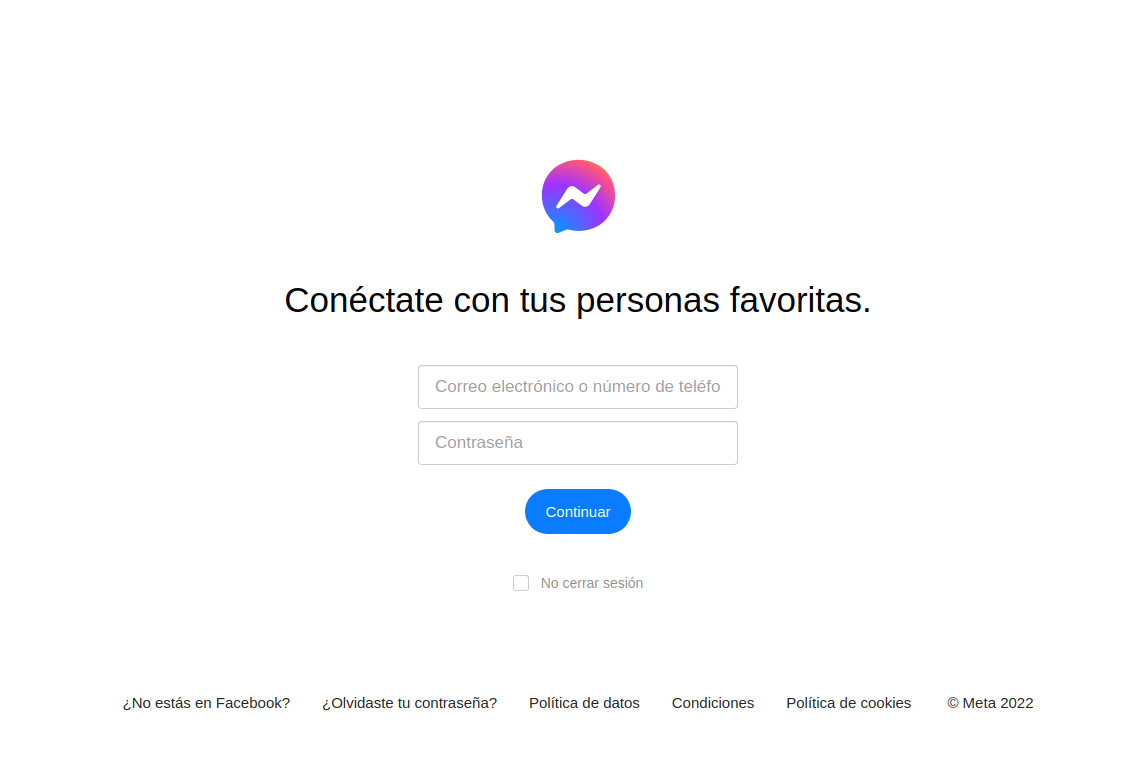 Conéctate con tus personas favoritas.
Correo electrónico o número de teléfo
Contraseña
Continuar
No cerrar sesión
¿No estás en Facebook? ¿Olvidaste tu contraseña? Política de datos Condiciones Política de cookies © Meta 2022